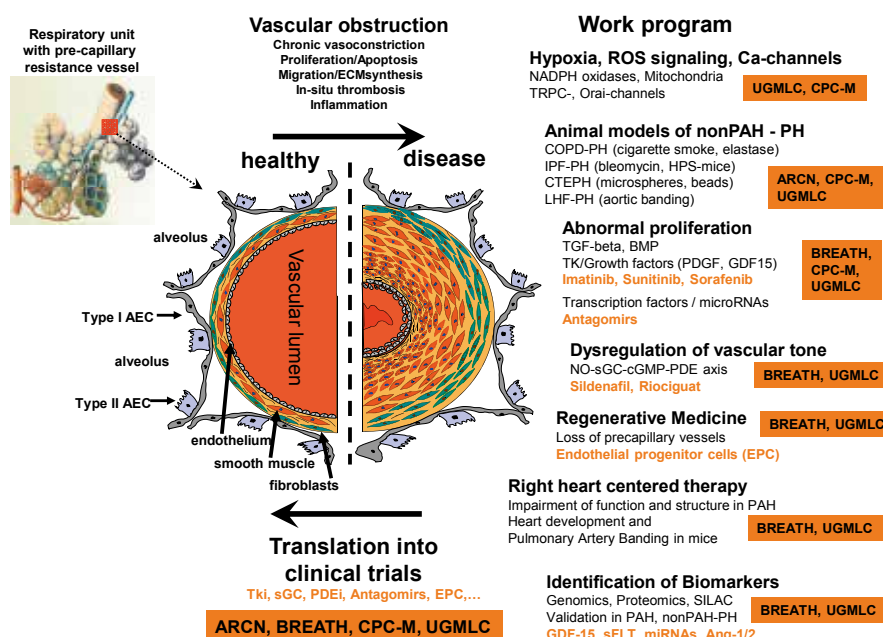 Respiratory unit
with pre-capillary
resistance vessel
Vascular obstruction
Chronic vasoconstriction
Proliferation/Apoptosis
Migration/ECMsynthesis
In-situ thrombosis
Inflammation
healthy
disease
alveolus
Type I AEC
alveolus
Type II AEC
Vascular lumen
endothelium
smooth muscle
fibroblasts
Translation into
clinical trials
Tki, sGC, PDEi, Antagomirs, EPC,...
ARCN, BREATH, CPC-M, UGMLC
Work program
Hypoxia, ROS signaling, Ca-channels
NADPH oxidases, Mitochondria
TRPC-, Orai-channels
UGMLC, CPC-M
Animal models of nonPAH - PH
COPD-PH (cigarette smoke, elastase)
IPF-PH (bleomycin, HPS-mice)
CTEPH (microspheres, beads)
LHF-PH (aortic banding)
ARCN, CPC-M,
UGMLC
Abnormal proliferation
TGF-beta, BMP
TK/Growth factors (PDGF, GDF15)
Imatinib, Sunitinib, Sorafenib
Transcription factors / microRNAs
Antagomirs
BREATH,
CPC-M,
UGMLC
Dysregulation of vascular tone
NO-sGC-cGMP-PDE axis
Sildenafil, Riociguat
BREATH, UGMLC
Regenerative Medicine
Loss of precapillary vessels
Endothelial progenitor cells (EPC)
BREATH, UGMLC
Right heart centered therapy
Impairment of function and structure in PAH
Heart development and
Pulmonary Artery Banding in mice
BREATH, UGMLC
Identification of Biomarkers
Genomics, Proteomics, SILAC
Validation in PAH, nonPAH-PH
GDF-15, sFLT, miRNAs, Ang-1/2
BREATH, UGMLC